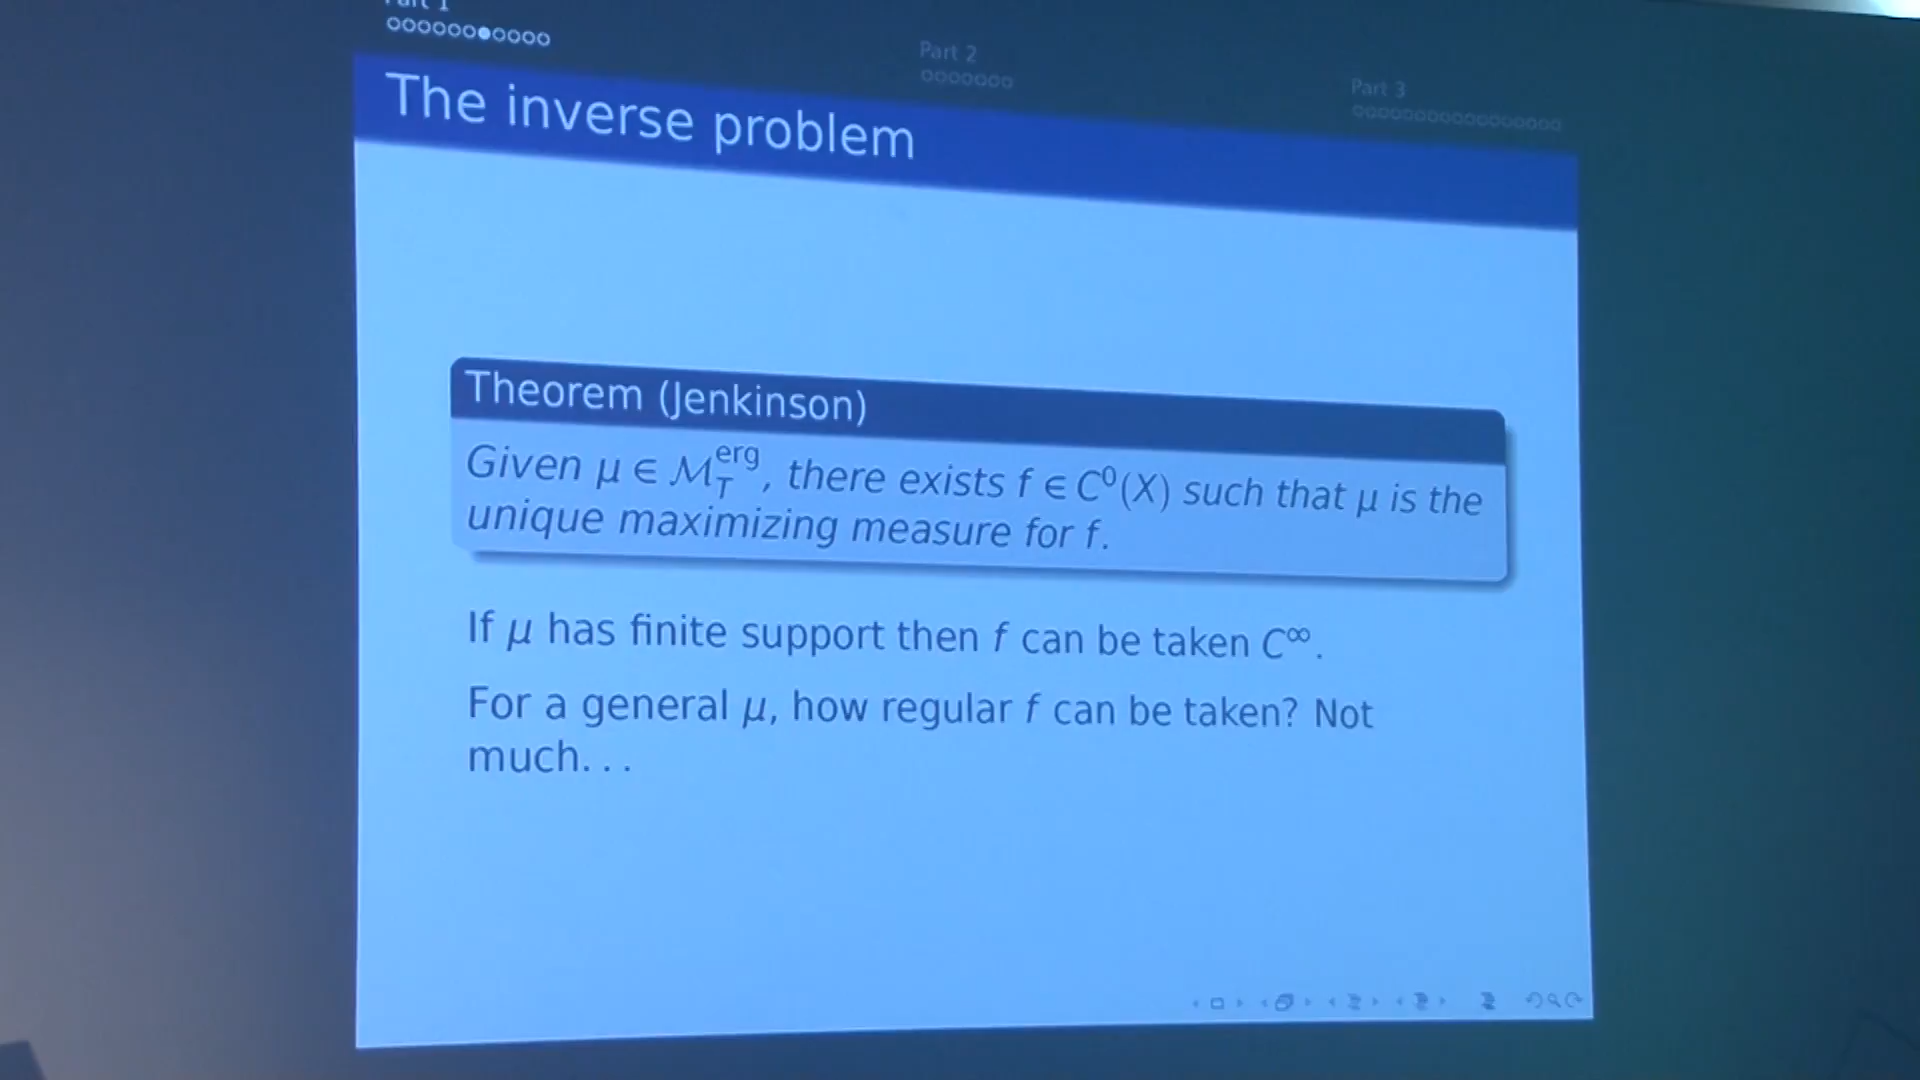 Part 1
Part 2
Part 3
The inverse problem
Theorem (Jenkinson)
Given μ ∈ M_T^erg, there exists f ∈ C⁰(X) such that μ is the
unique maximizing measure for f.
If μ has finite support then f can be taken C^∞.
For a general μ, how regular f can be taken? Not
much...